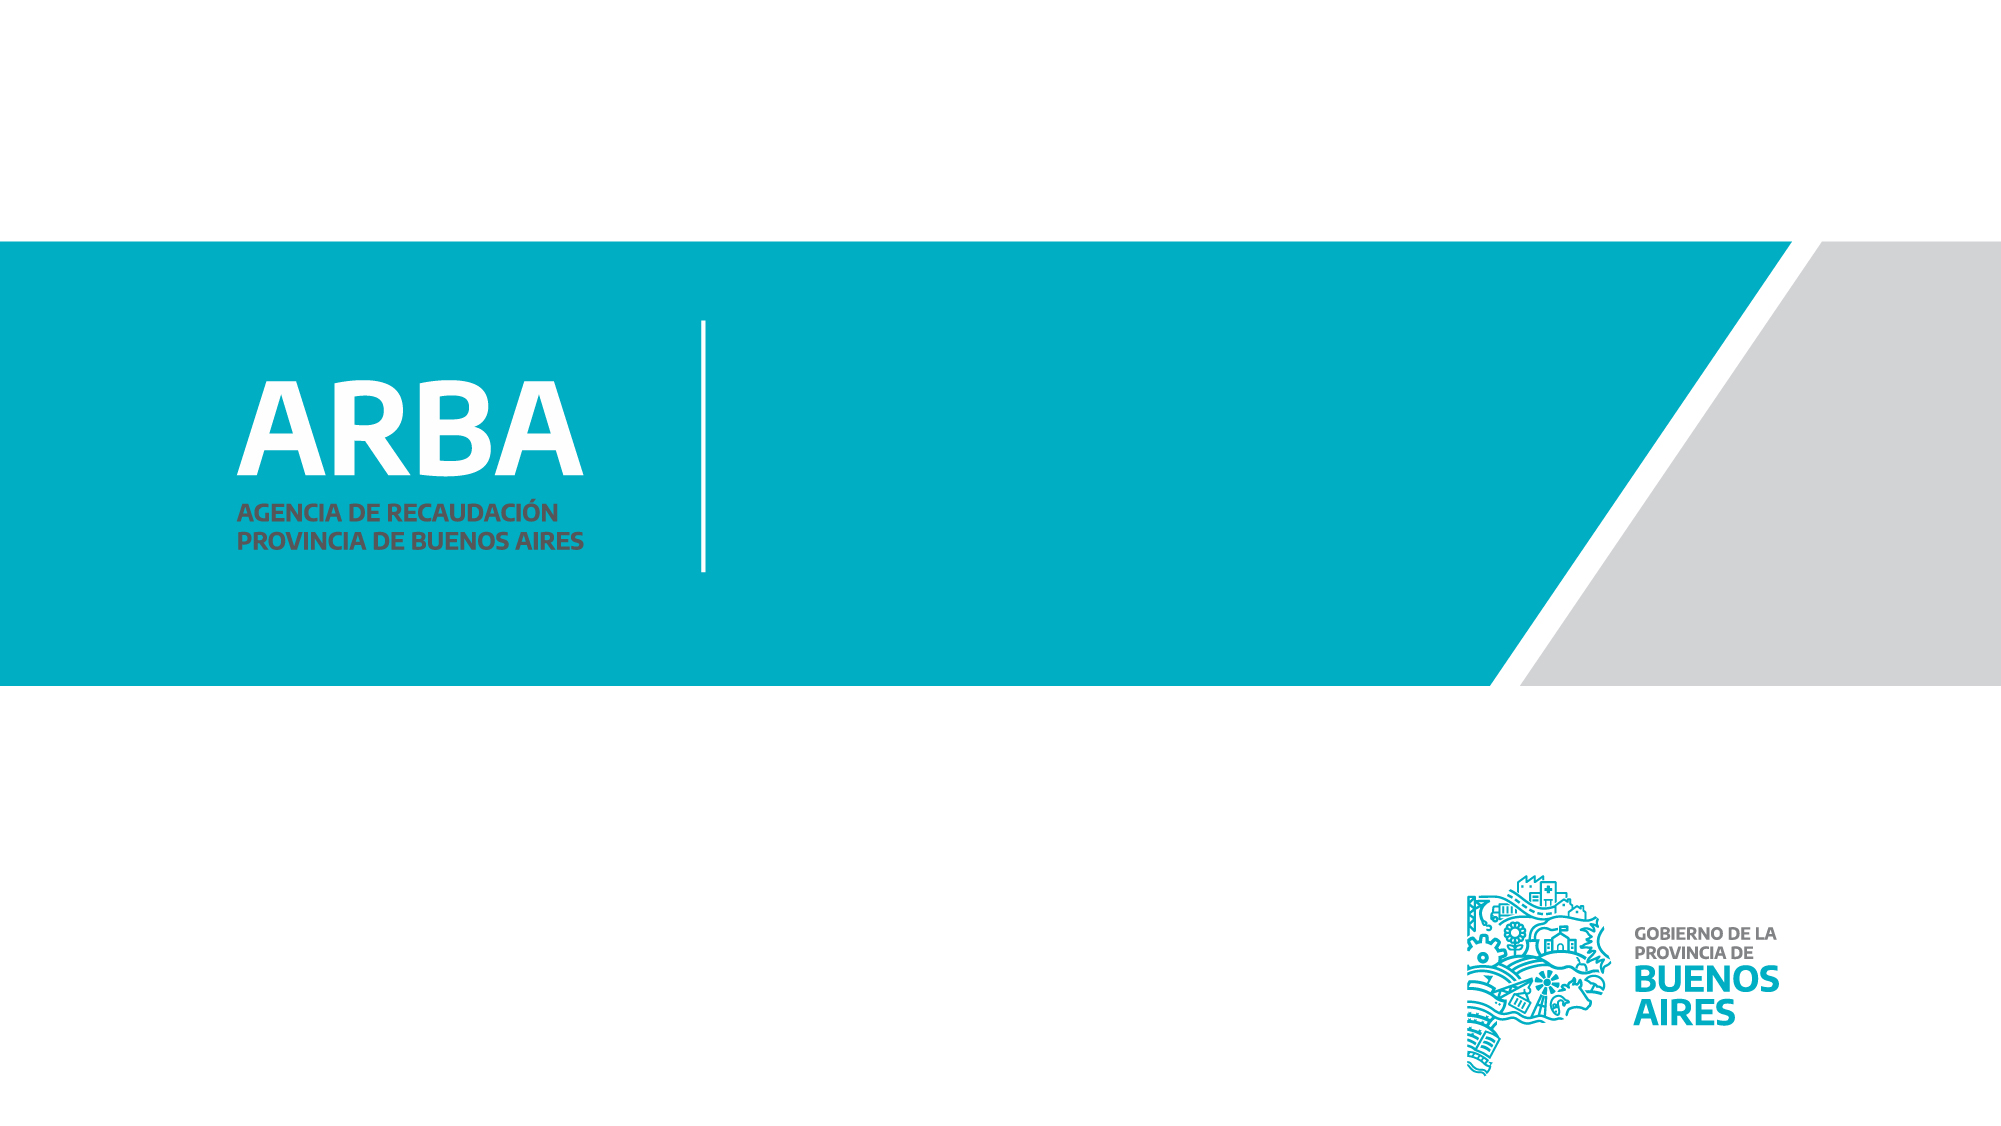 ARBA
AGENCIA DE RECAUDACIÓN
PROVINCIA DE BUENOS AIRES
GOBIERNO DE LA
PROVINCIA DE
BUENOS
AIRES